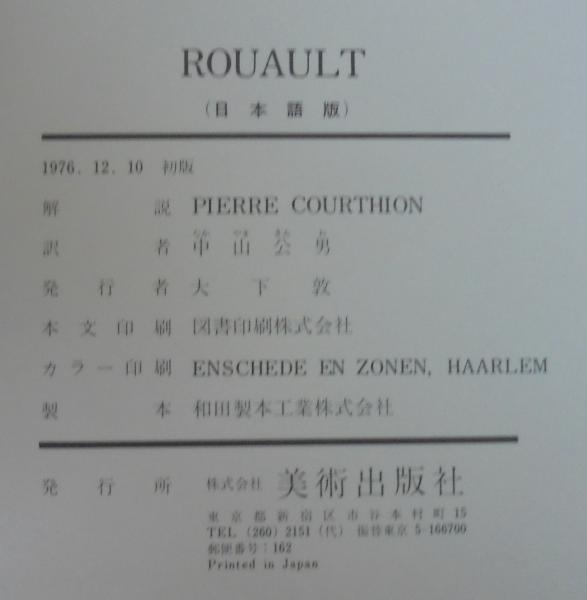 ROUAULT
(日本語版)
1976. 12. 10 初版
解説 PIERRE COURTHION
訳者 中山公男
発行者 大下敦
本文印刷 図書印刷株式会社
カラー印刷 ENSCHEDE EN ZONEN, HAARLEM
製本 和田製本工業株式会社
発行所 株式会社 美術出版社
東京都新宿区市谷本村町15
TEL (260) 2151 (代) 振替東京 5-166700
郵便番号:162
Printed in Japan